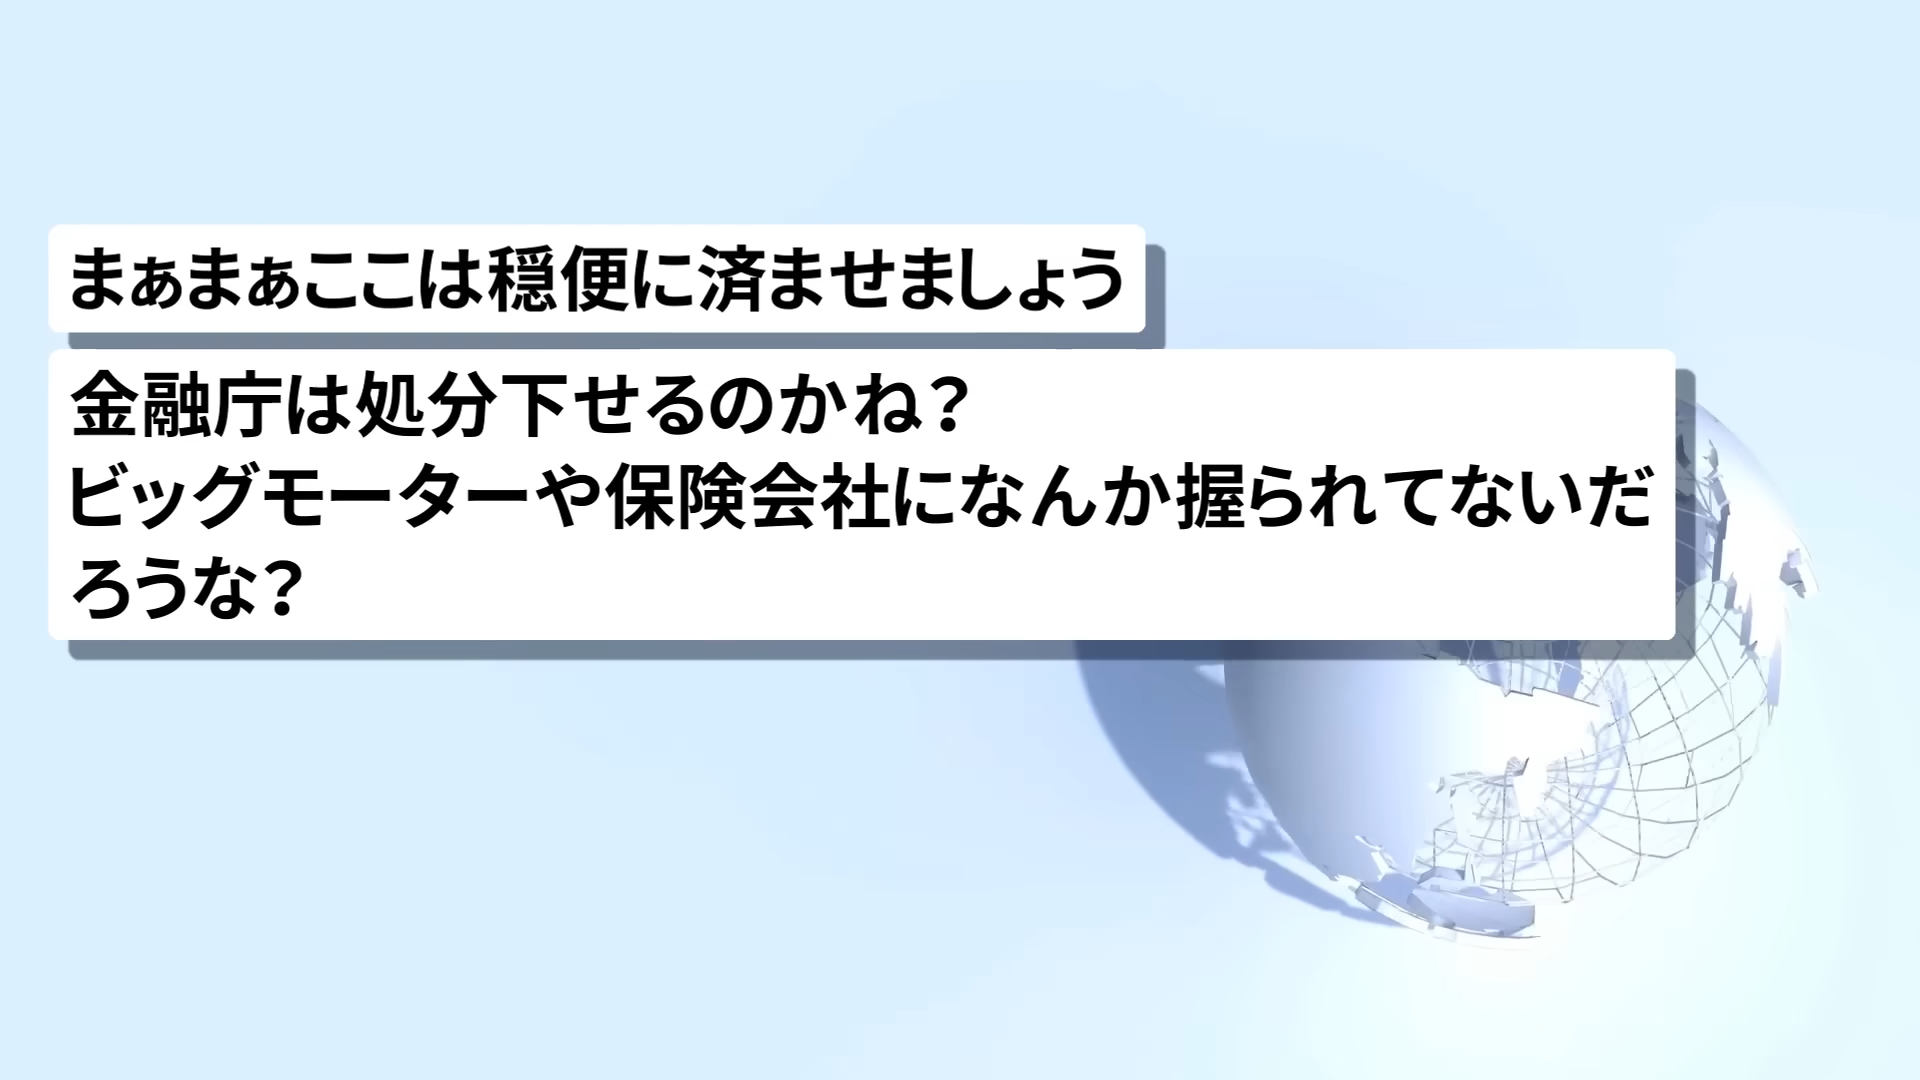 まぁまぁここは穏便に済ませましょう
金融庁は処分下せるのかね？
ビッグモーターや保険会社になんか握られてないだ
ろうな？